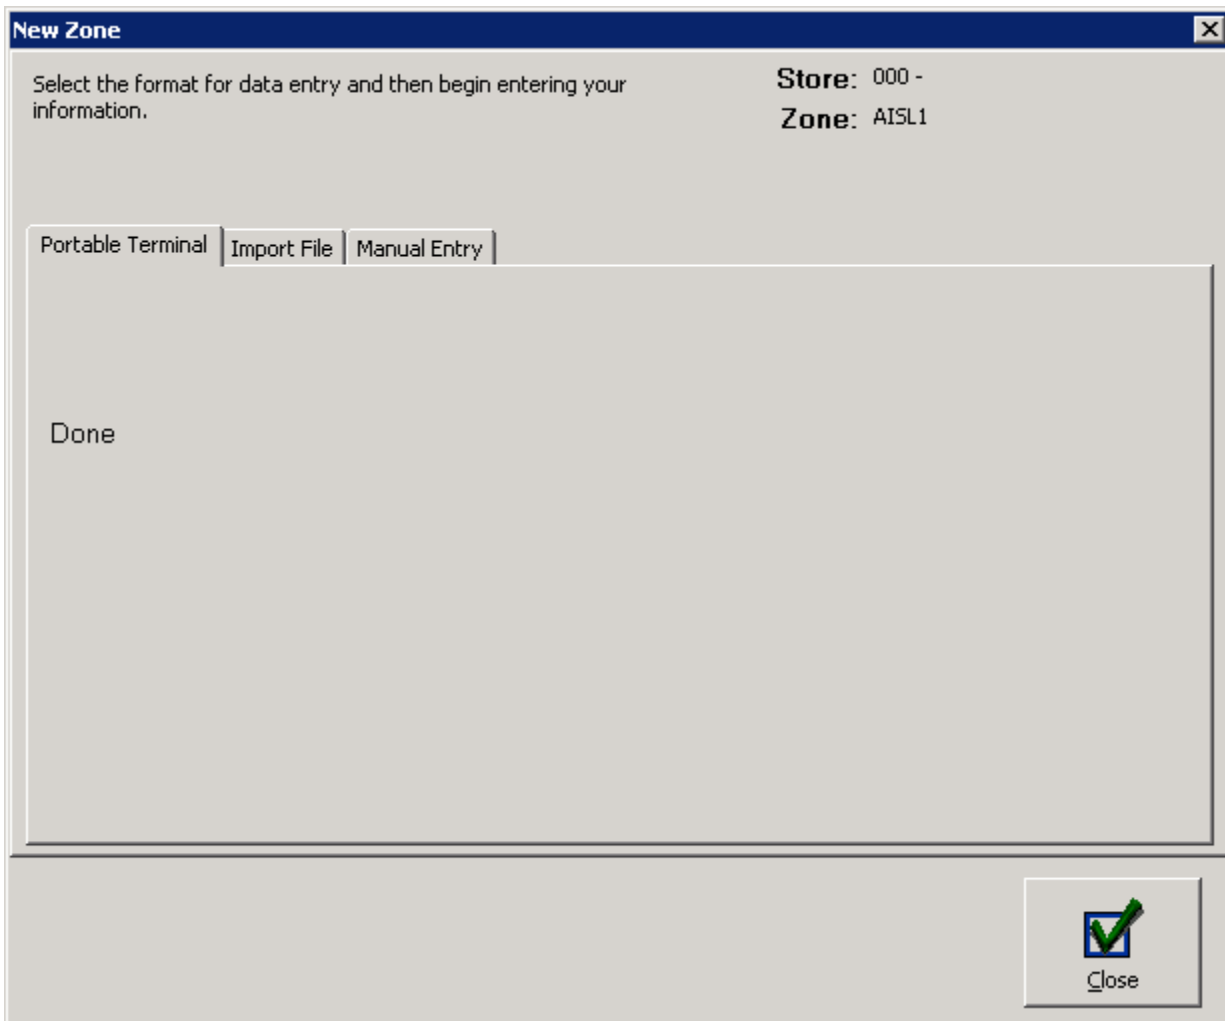 New Zone
Select the format for data entry and then begin entering your
information.
Store: 000 -
Zone: AISL1
Portable Terminal
Import File
Manual Entry
Done
Close